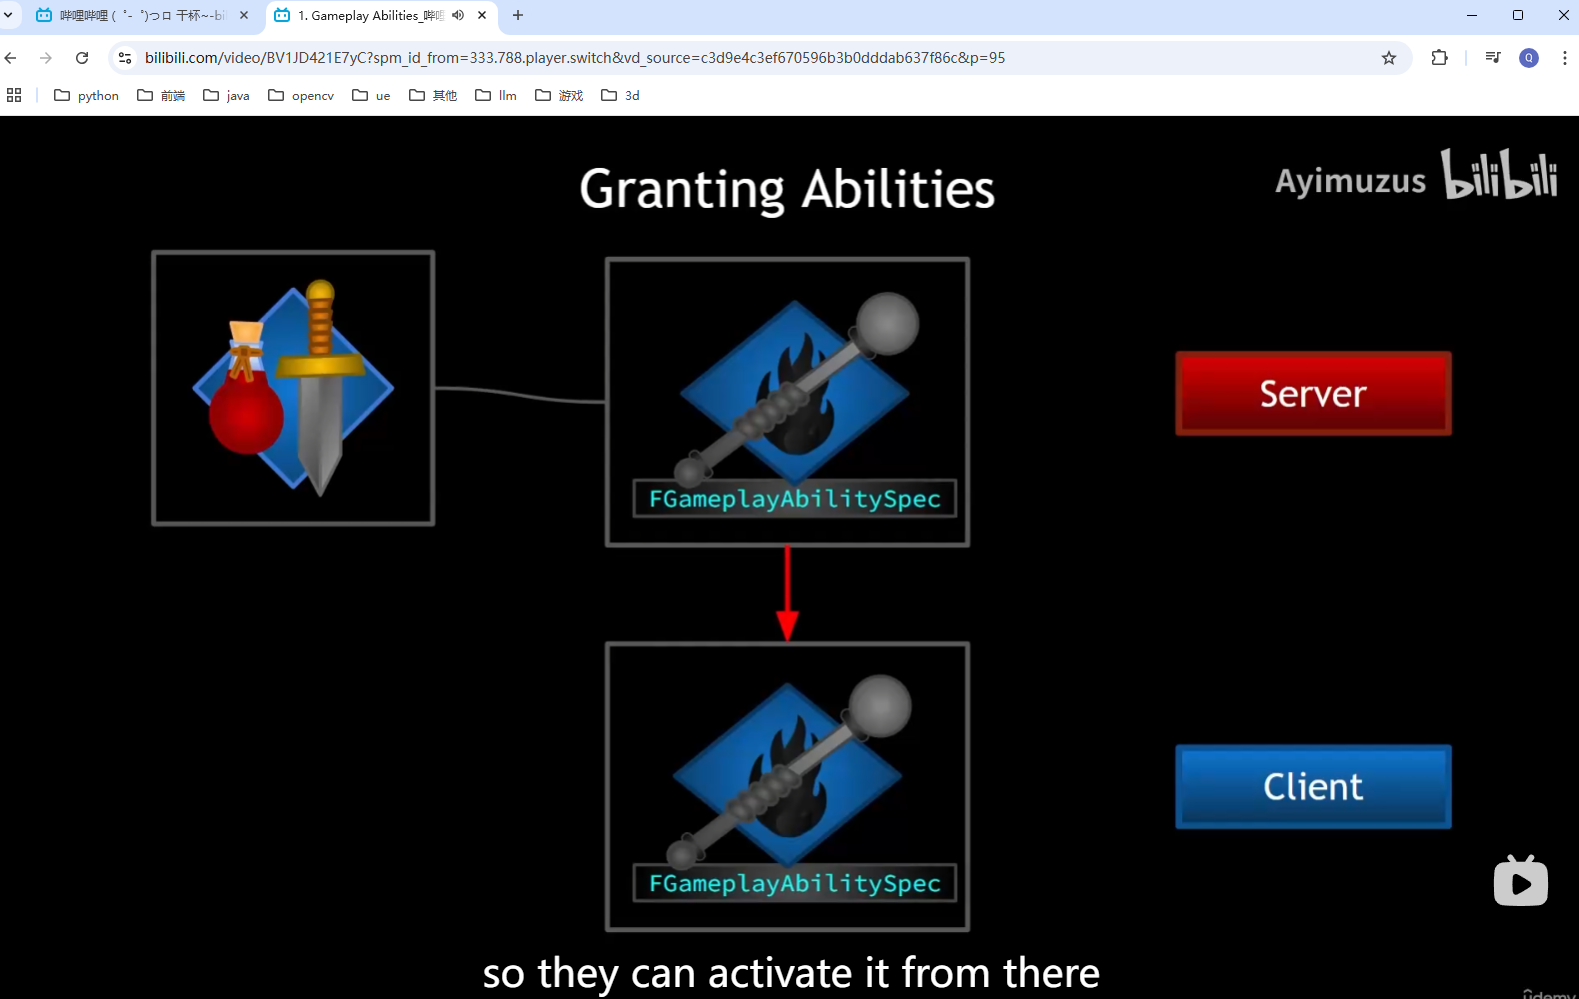 哔哩哔哩 ( ゜- ゜)つロ 干杯~-bi
1. Gameplay Abilities_哔哩
bilibili.com/video/BV1JD421E7yC?spm_id_from=333.788.player.switch&vd_source=c3d9e4c3ef670596b3b0dddab637f86c&p=95
Q
python 前端 java opencv ue 其他 llm 游戏 3d
Granting Abilities
Ayimuzus bilibili
Server
FGameplayAbilitySpec
Client
FGameplayAbilitySpec
so they can activate it from there